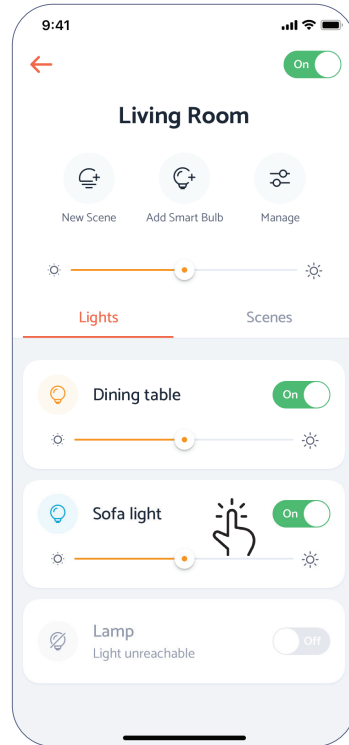 9:41
On
Living Room
New Scene
Add Smart Bulb
Manage
Lights
Scenes
Dining table
On
Sofa light
On
Lamp
Light unreachable
Off